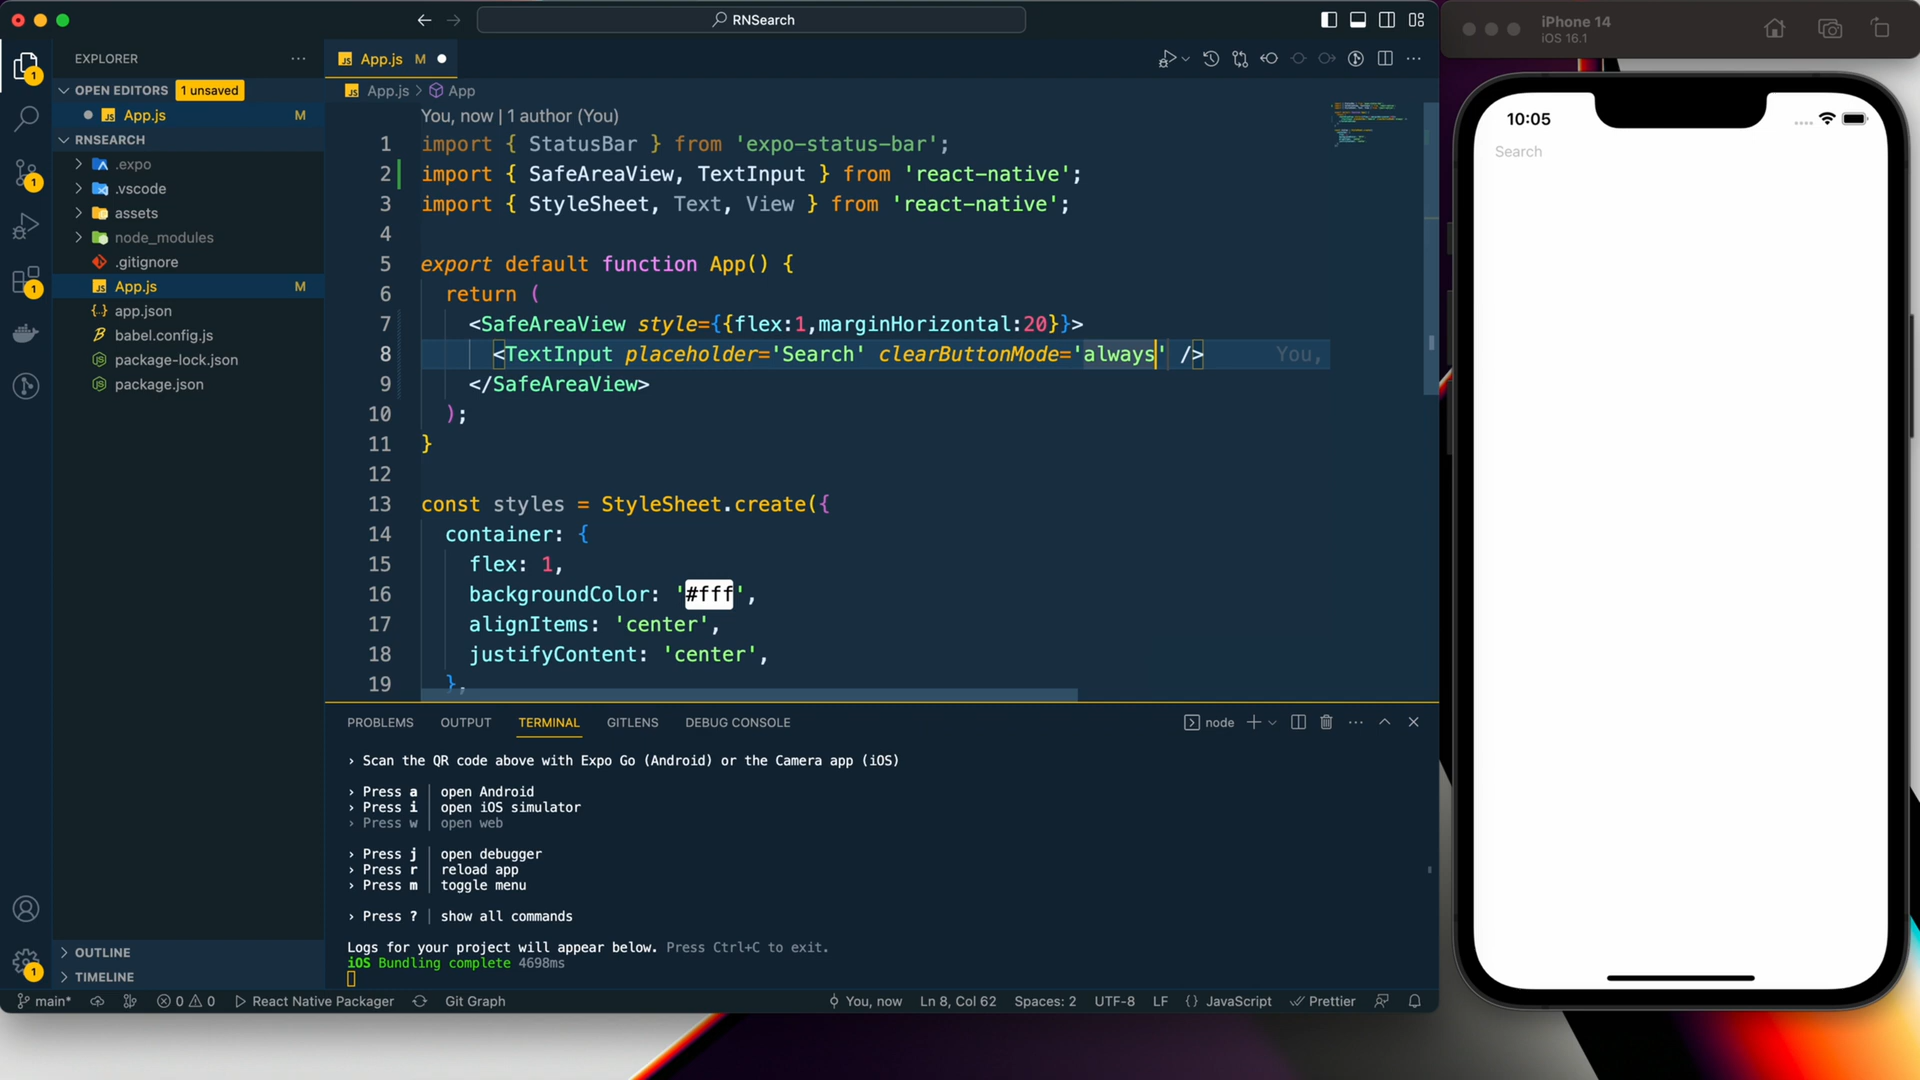 RNSearch
EXPLORER
OPEN EDITORS 1 unsaved
App.js M
RNSEARCH
.expo
.vscode
assets
node_modules
.gitignore
App.js M
app.json
babel.config.js
package-lock.json
package.json
OUTLINE
TIMELINE
1
1
1
1
App.js M
App.js > App
You, now | 1 author (You)
1 import { StatusBar } from 'expo-status-bar';
2 import { SafeAreaView, TextInput } from 'react-native';
3 import { StyleSheet, Text, View } from 'react-native';
4
5 export default function App() {
6 return (
7 <SafeAreaView style={{flex:1,marginHorizontal:20}}>
8 <TextInput placeholder='Search' clearButtonMode='always' /> You,
9 </SafeAreaView>
10 );
11 }
12
13 const styles = StyleSheet.create({
14 container: {
15 flex: 1,
16 backgroundColor: '#fff',
17 alignItems: 'center',
18 justifyContent: 'center',
19 },
PROBLEMS OUTPUT TERMINAL GITLENS DEBUG CONSOLE node
› Scan the QR code above with Expo Go (Android) or the Camera app (iOS)
› Press a │ open Android
› Press i │ open iOS simulator
› Press w │ open web
› Press j │ open debugger
› Press r │ reload app
› Press m │ toggle menu
› Press ? │ show all commands
Logs for your project will appear below. Press Ctrl+C to exit.
iOS Bundling complete 4698ms
main* 0 0 React Native Packager Git Graph You, now Ln 8, Col 62 Spaces: 2 UTF-8 LF {} JavaScript Prettier
iPhone 14
iOS 16.1
10:05
Search